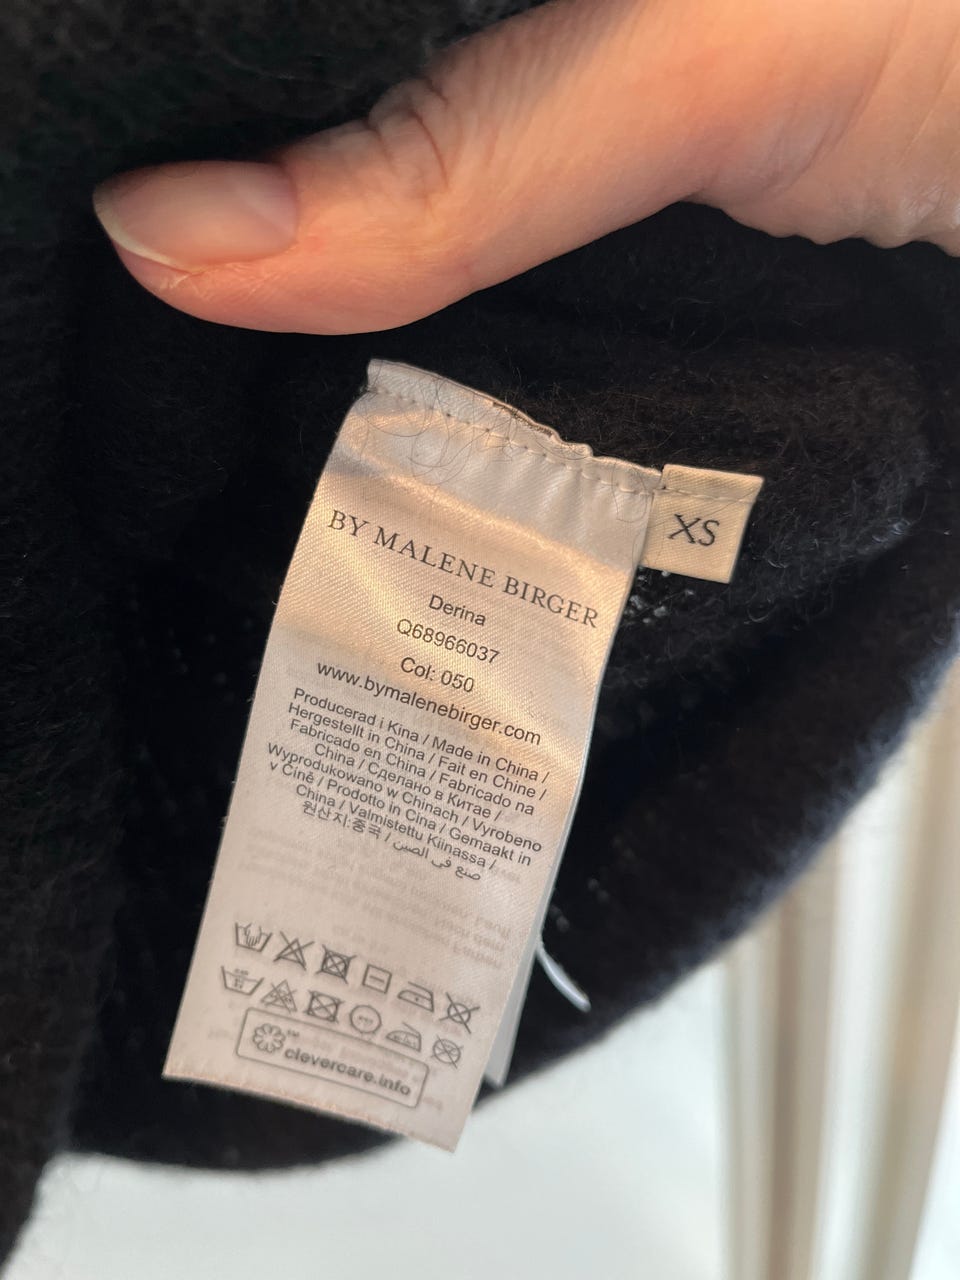 BY MALENE BIRGER
XS
Derina
Q68966037
Col: 050
www.bymalenebirger.com
Producerad i Kina / Made in China /
Hergestellt in China / Fait en Chine /
Fabricado en China / Fabricado na
China / Сделано в Китае /
Wyprodukowano w Chinach / Vyrobeno
v Číně / Prodotto in Cina / Gemaakt in
China / Valmistettu Kiinassa /
원산지:중국 / صنع في الصين
clevercare.info